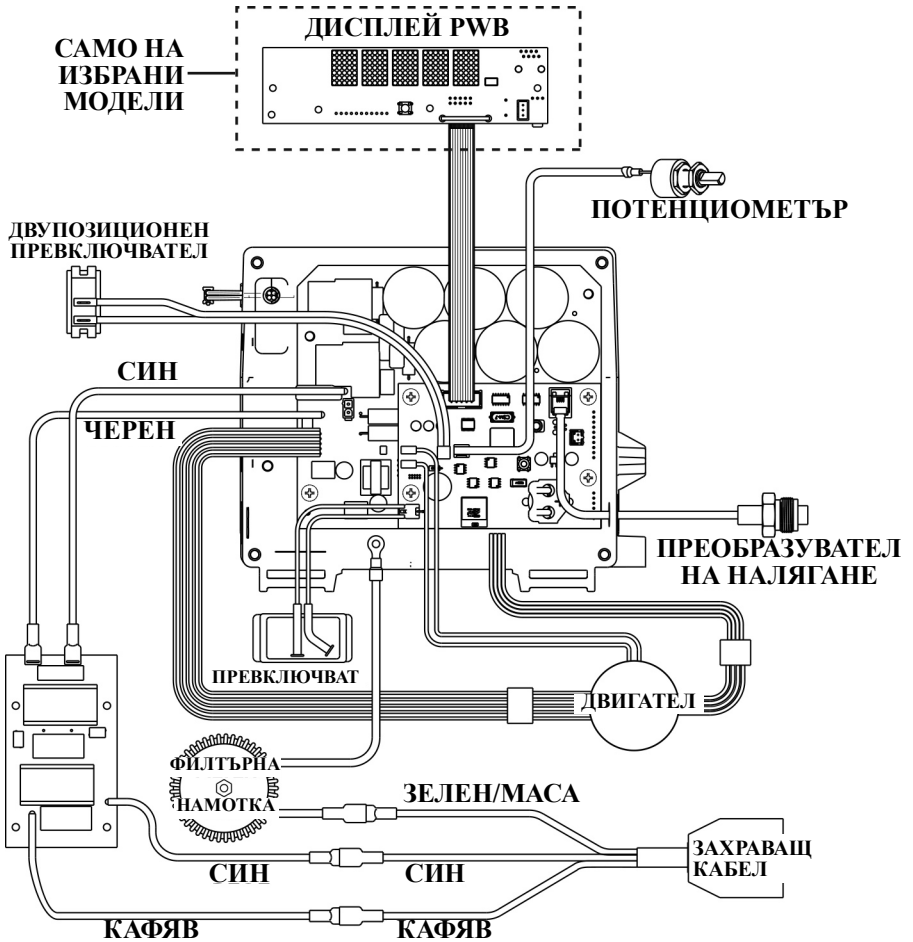 ДИСПЛЕЙ PWB
САМО НА
ИЗБРАНИ
МОДЕЛИ
ПОТЕНЦИОМЕТЪР
ДВУПОЗИЦИОНЕН
ПРЕВКЛЮЧВАТЕЛ
СИН
ЧЕРЕН
ПРЕОБРАЗУВАТЕЛ
НА НАЛЯГАНЕ
ПРЕВКЛЮЧВАТ
ДВИГАТЕЛ
ФИЛТЪРНА
НАМОТКА
ЗЕЛЕН/МАСА
ЗАХРАВАЩ
КАБЕЛ
СИН
СИН
КАФЯВ
КАФЯВ